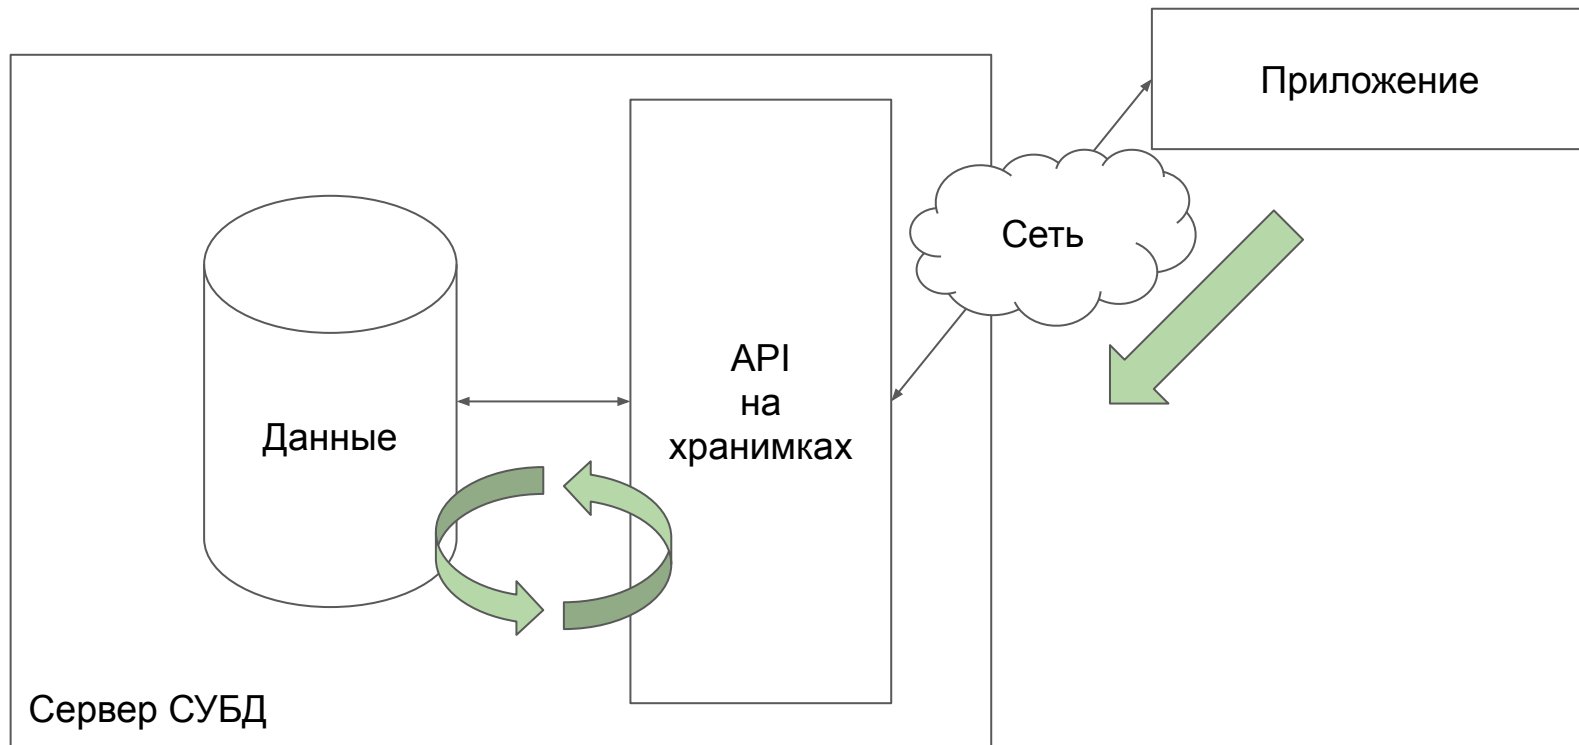 Приложение
Сеть
API
на
хранимках
Данные
Сервер СУБД